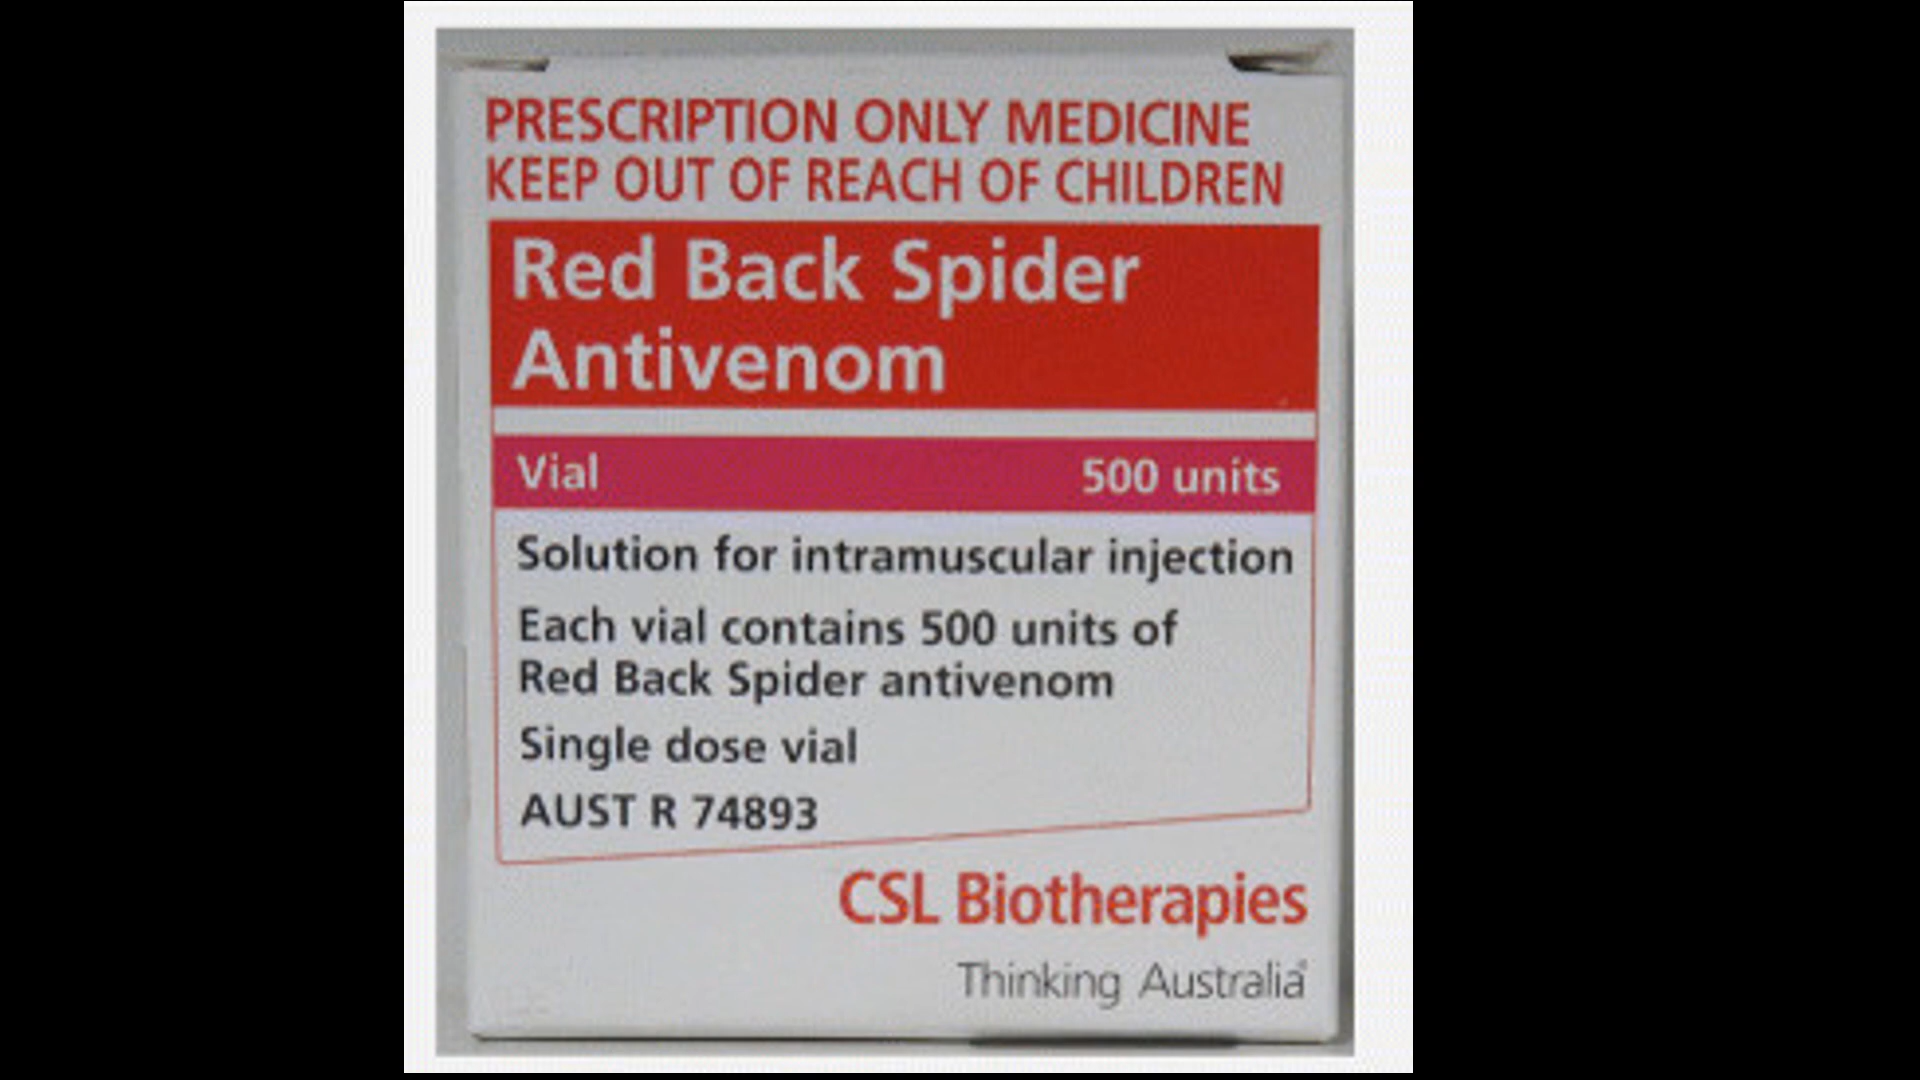 PRESCRIPTION ONLY MEDICINE
KEEP OUT OF REACH OF CHILDREN
Red Back Spider
Antivenom
Vial 500 units
Solution for intramuscular injection
Each vial contains 500 units of
Red Back Spider antivenom
Single dose vial
AUST R 74893
CSL Biotherapies
Thinking Australia®